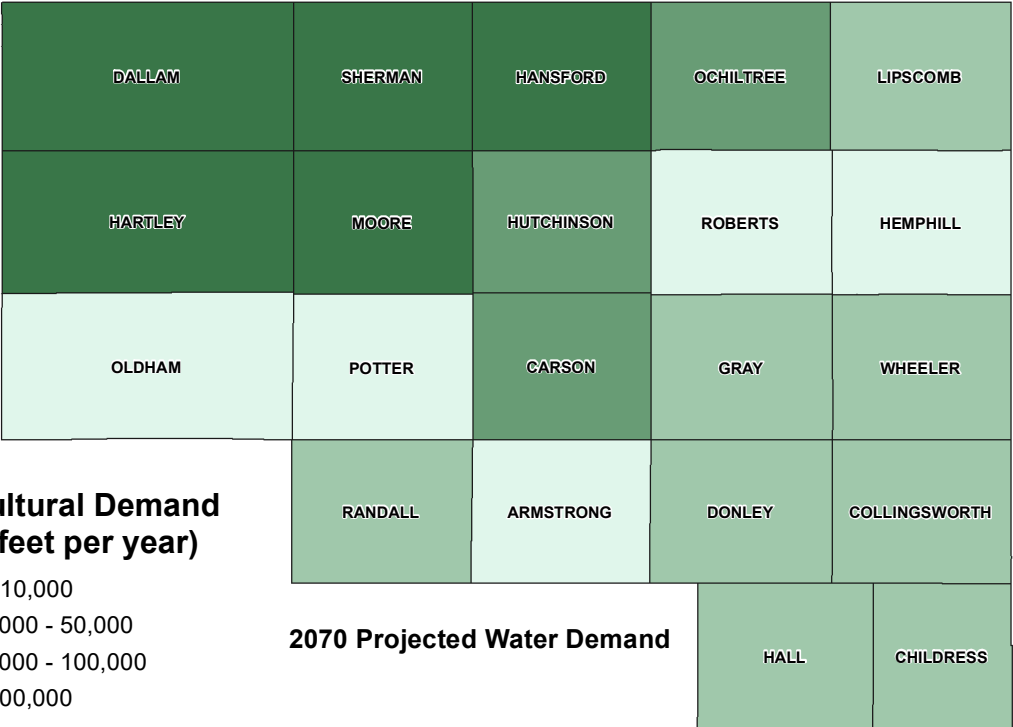 DALLAM SHERMAN HANSFORD OCHILTREE LIPSCOMB
HARTLEY MOORE HUTCHINSON ROBERTS HEMPHILL
OLDHAM POTTER CARSON GRAY WHEELER
RANDALL ARMSTRONG DONLEY COLLINGSWORTH
ultural Demand
feet per year)
10,000
000 - 50,000
000 - 100,000
00,000
2070 Projected Water Demand
HALL CHILDRESS